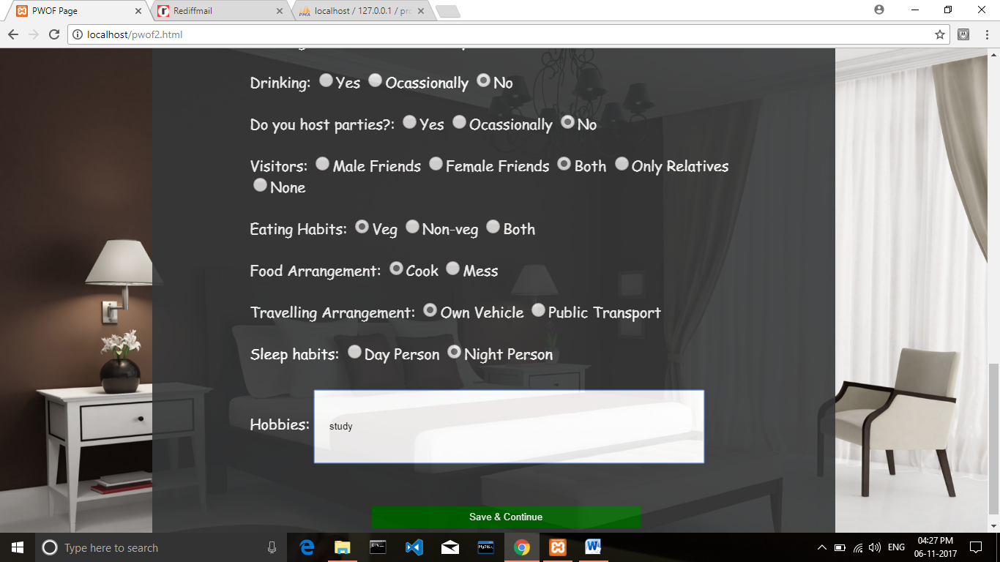 PWOF Page
Rediffmail
localhost / 127.0.0.1 / pr
localhost/pwof2.html
Drinking: Yes Ocassionally No
Do you host parties?: Yes Ocassionally No
Visitors: Male Friends Female Friends Both Only Relatives
None
Eating Habits: Veg Non-veg Both
Food Arrangement: Cook Mess
Travelling Arrangement: Own Vehicle Public Transport
Sleep habits: Day Person Night Person
Hobbies: study
Save & Continue
Type here to search
ENG
04:27 PM
06-11-2017